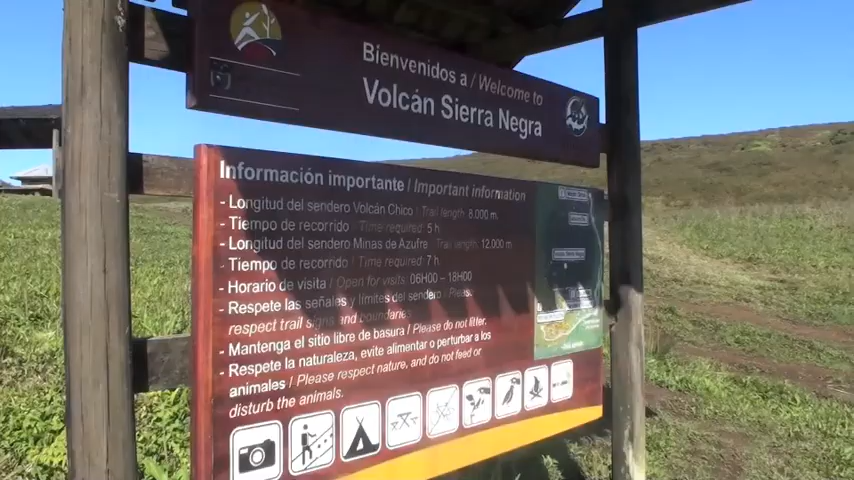 Bienvenidos a / Welcome to
Volcán Sierra Negra
Información importante / Important information
- Longitud del sendero Volcán Chico / Trail length: 8.000 m.
- Tiempo de recorrido / Time required: 5 h.
- Longitud del sendero Minas de Azufre / Trail length: 12.000 m
- Tiempo de recorrido / Time required: 7 h.
- Horario de visita / Open for visits: 06H00 – 18H00
- Respete las señales y límites del sendero / Please
respect trail signs and boundaries
- Mantenga el sitio libre de basura / Please do not litter.
- Respete la naturaleza, evite alimentar o perturbar a los
animales / Please respect nature, and do not feed or
disturb the animals.